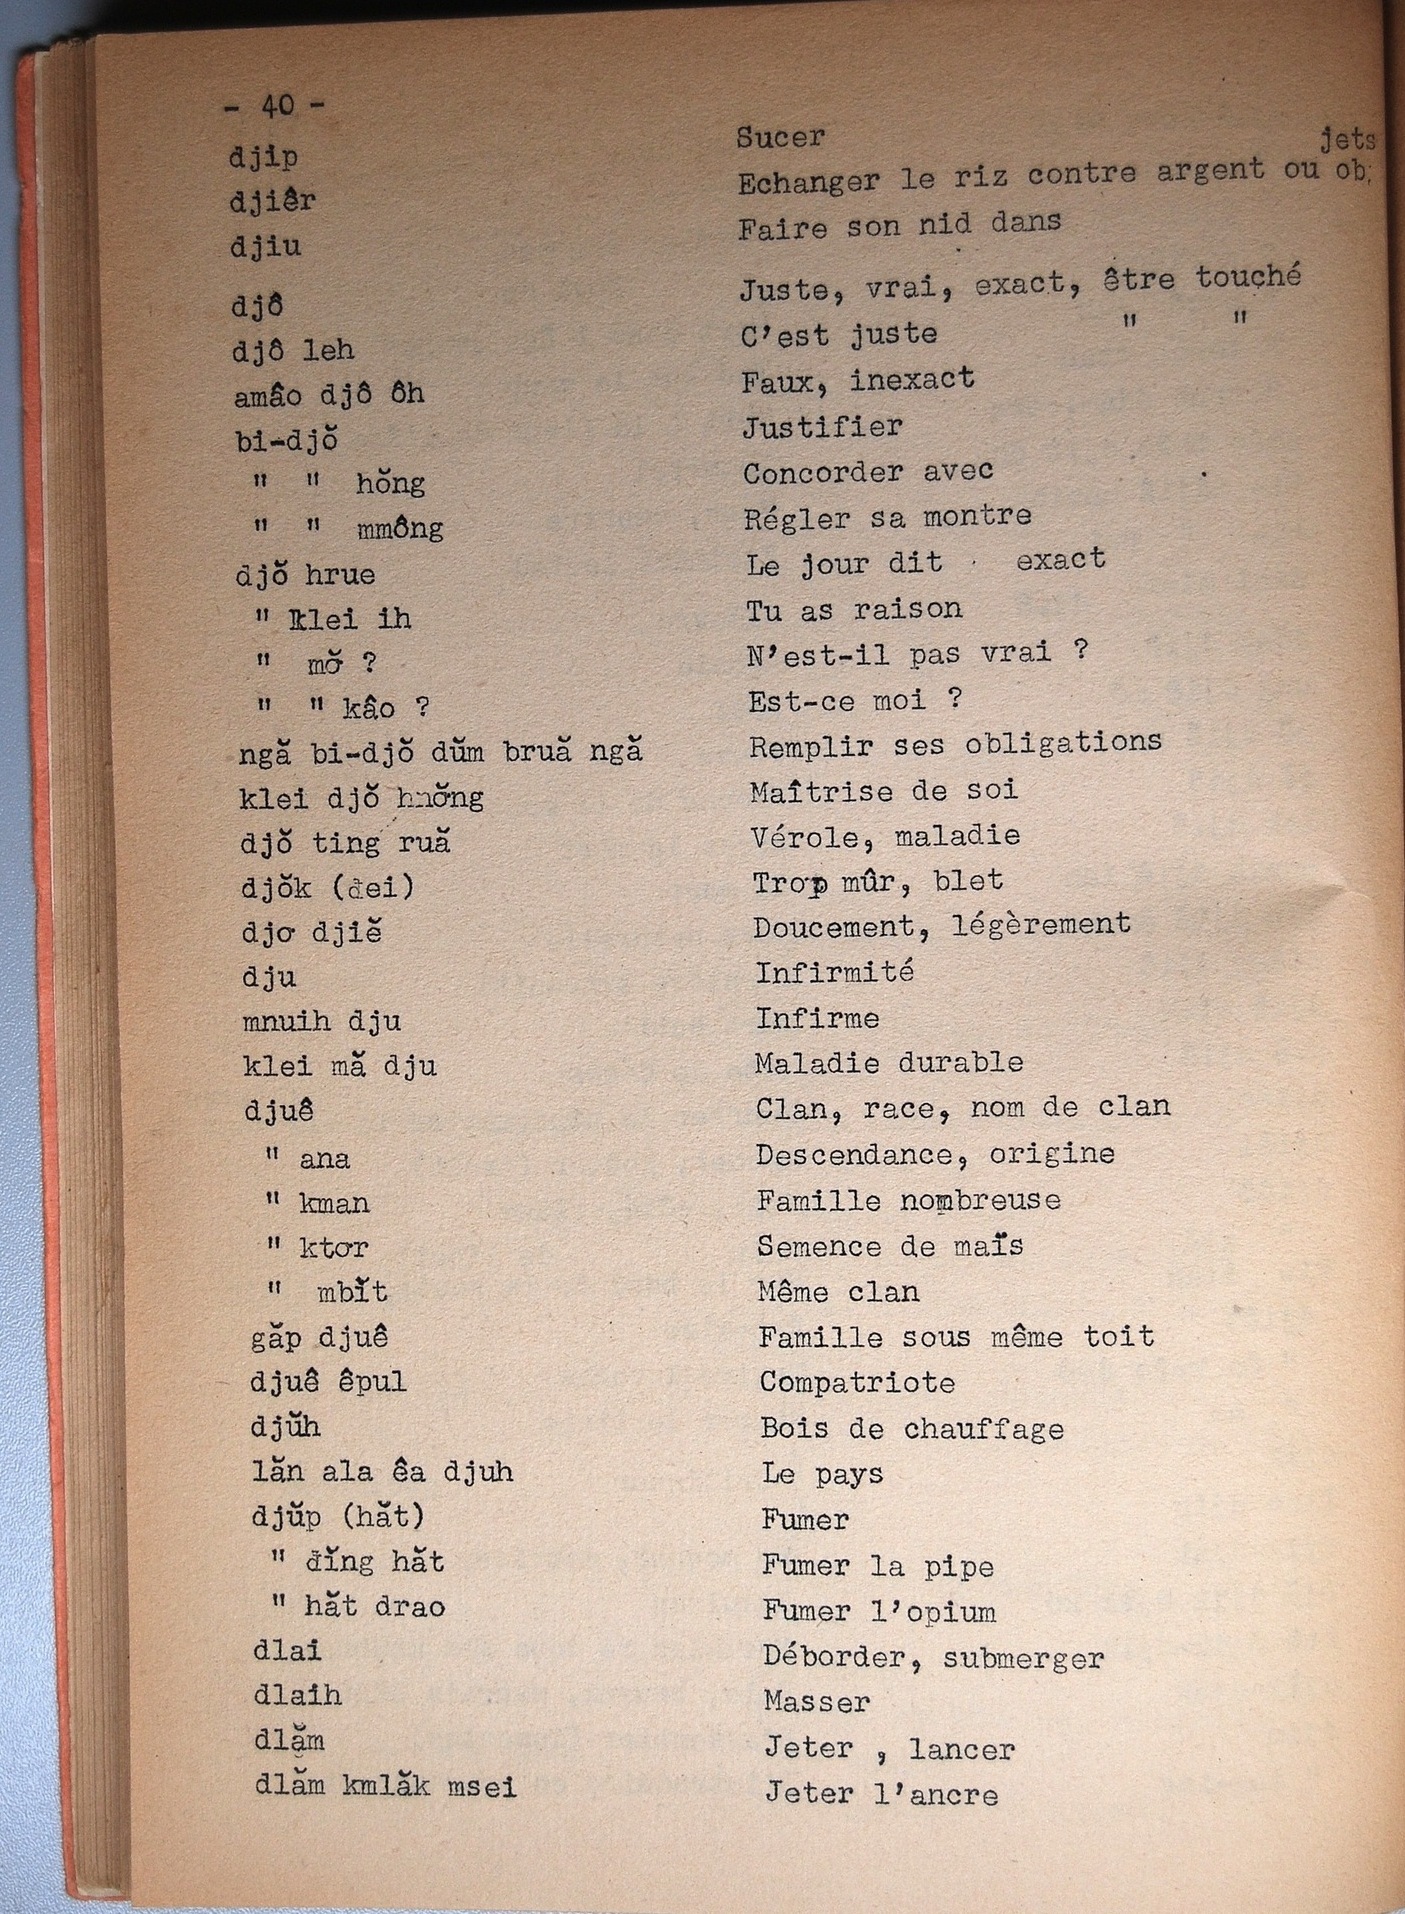 - 40 -
djip Sucer jets
djiêr Echanger le riz contre argent ou ob;
djiu Faire son nid dans
djô Juste, vrai, exact, être touché
djô leh C'est juste " "
amâo djô ôh Faux, inexact
bi-djŏ Justifier
" " hŏng Concorder avec
" " mmông Régler sa montre
djŏ hrue Le jour dit exact
" klei ih Tu as raison
" mơ̆ ? N'est-il pas vrai ?
" " kâo ? Est-ce moi ?
ngă bi-djŏ dŭm bruă ngă Remplir ses obligations
klei djŏ hnơ̆ng Maîtrise de soi
djŏ ting ruă Vérole, maladie
djŏk (đei) Trop mûr, blet
djơ djiĕ Doucement, légèrement
dju Infirmité
mnuih dju Infirme
klei mă dju Maladie durable
djuê Clan, race, nom de clan
" ana Descendance, origine
" kman Famille nombreuse
" ktơr Semence de maïs
" mbĭt Même clan
găp djuê Famille sous même toit
djuê êpul Compatriote
djŭh Bois de chauffage
lăn ala êa djuh Le pays
djŭp (hăt) Fumer
" đĭng hăt Fumer la pipe
" hăt drao Fumer l'opium
dlai Déborder, submerger
dlaih Masser
dlăm Jeter , lancer
dlăm kmlăk msei Jeter l'ancre